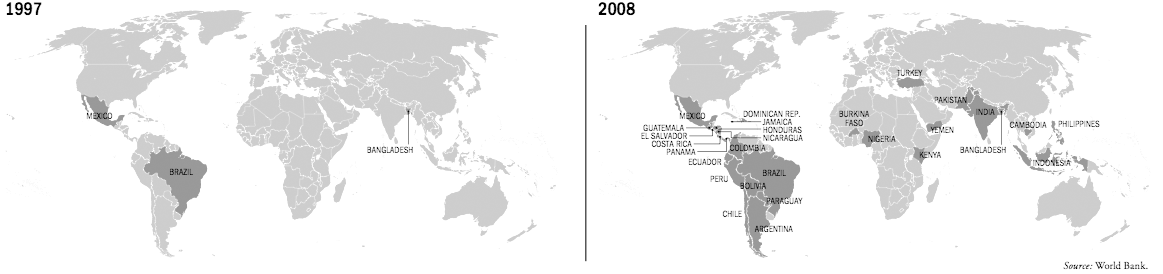 1997
MEXICO
BRAZIL
BANGLADESH
2008
TURKEY
MEXICO
DOMINICAN REP.
JAMAICA
GUATEMALA
HONDURAS
EL SALVADOR
NICARAGUA
COSTA RICA
PANAMA
COLOMBIA
ECUADOR
PERU
BRAZIL
BOLIVIA
PARAGUAY
CHILE
ARGENTINA
BURKINA
FASO
NIGERIA
PAKISTAN
INDIA
YEMEN
KENYA
BANGLADESH
CAMBODIA
PHILIPPINES
INDONESIA
Source: World Bank.